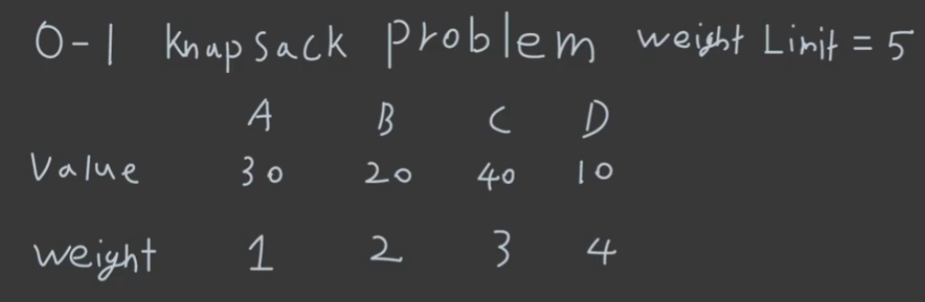 0-1 Knapsack Problem weight Limit = 5
A B C D
Value 30 20 40 10
weight 1 2 3 4